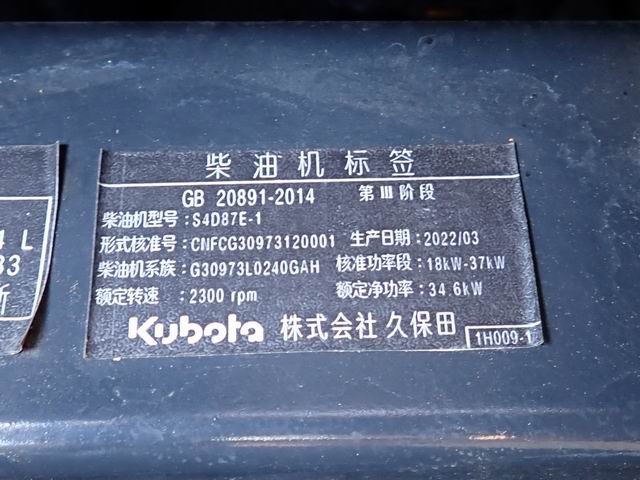 柴油机标签
GB 20891-2014 第Ⅲ阶段
柴油机型号：S4D87E-1
形式核准号：CNFCG30973120001 生产日期：2022/03
柴油机系族：G30973L0240GAH 核准功率段：18kW-37kW
额定转速：2300 rpm 额定净功率：34.6kW
Kubota 株式会社久保田
1H009-1
4 L
33
所